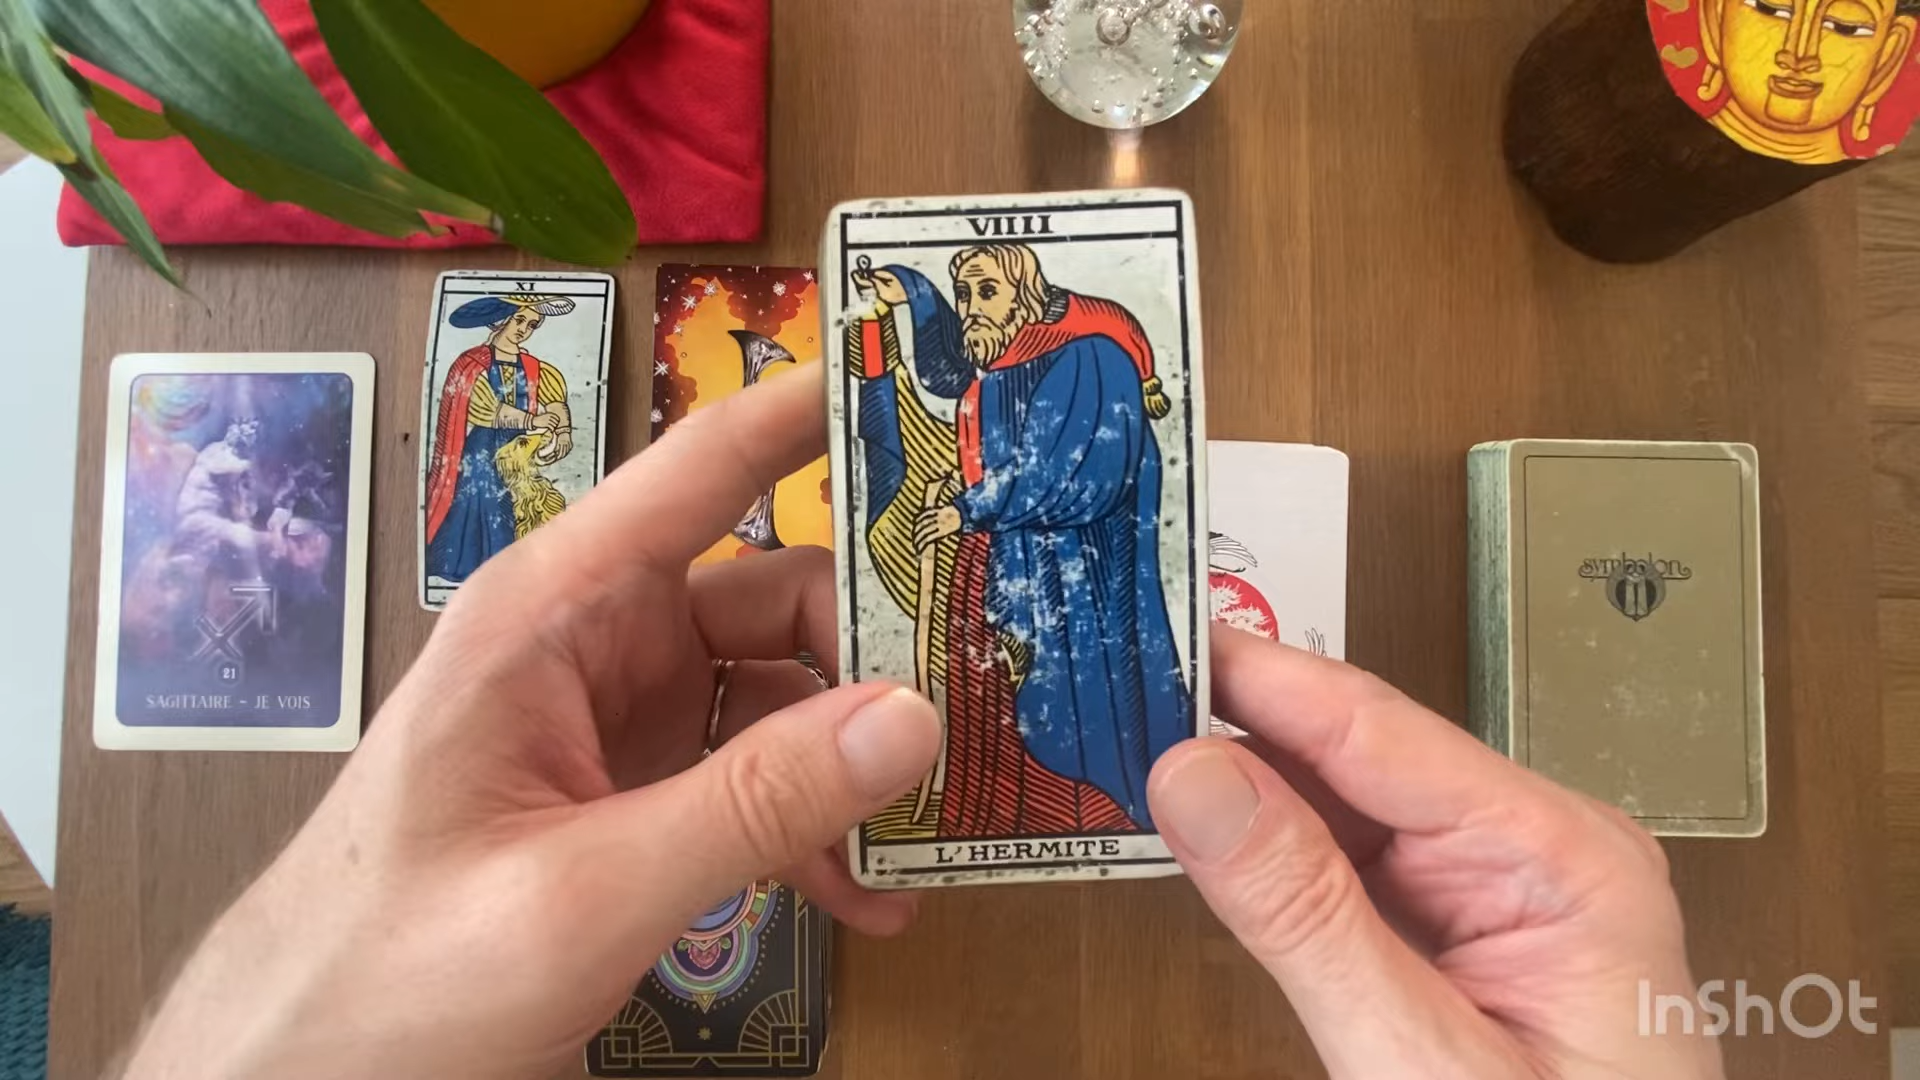 VIIII
L'HERMITE
XI
21
SAGITTAIRE ~ JE VOIS
symbolon
InShOt